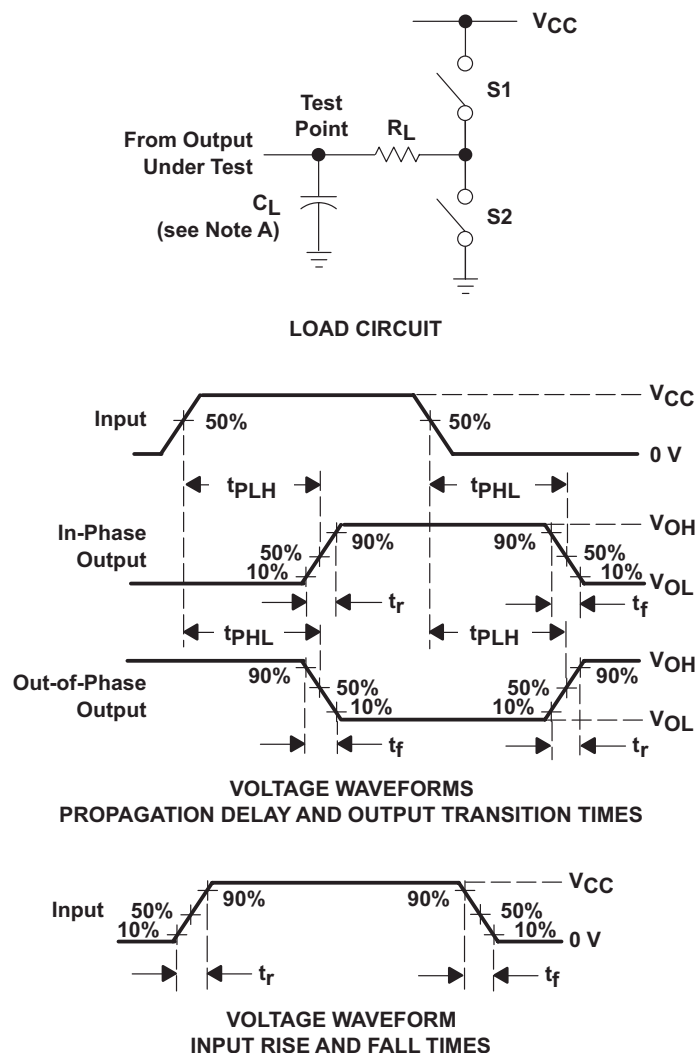 VCC
S1
Test
Point
RL
From Output
Under Test
CL
(see Note A)
S2
LOAD CIRCUIT
VCC
Input
50%
50%
0 V
tPLH
tPHL
In-Phase
Output
VOH
90%
90%
50%
50%
10%
10%
VOL
tr
tf
tPHL
tPLH
VOH
Out-of-Phase
Output
90%
90%
50%
50%
10%
10%
VOL
tf
tr
VOLTAGE WAVEFORMS
PROPAGATION DELAY AND OUTPUT TRANSITION TIMES
VCC
Input
90%
90%
50%
50%
10%
10%
0 V
tr
tf
VOLTAGE WAVEFORM
INPUT RISE AND FALL TIMES